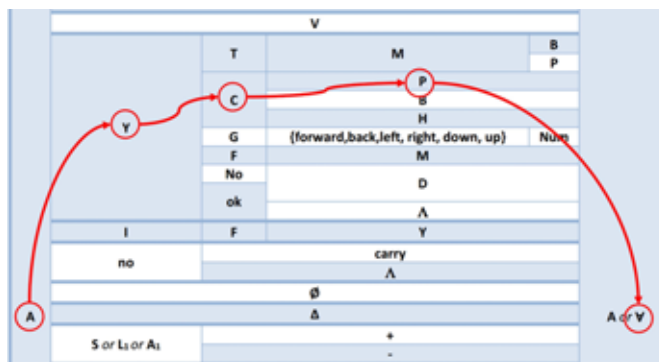 V
T M B
P
C P
B
Y H
G {forward,back,left, right, down, up} Num
F M
No D
ok
Λ
I F Y
no carry
Λ
Ø
A Δ A or ∀
S or L₁ or A₁ +
-